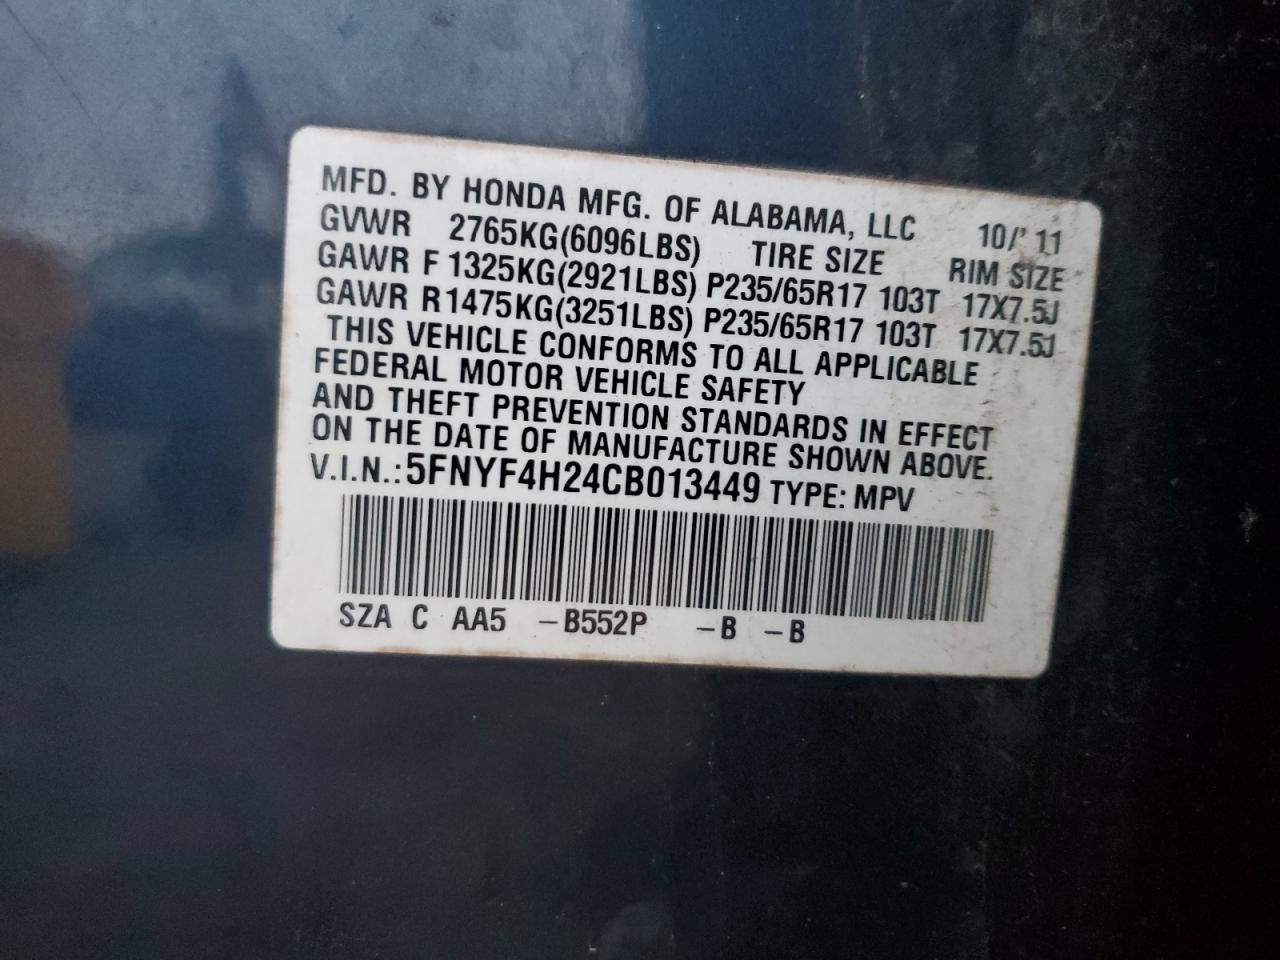 MFD. BY HONDA MFG. OF ALABAMA, LLC 10/11
GVWR 2765KG(6096LBS) TIRE SIZE RIM SIZE
GAWR F 1325KG(2921LBS) P235/65R17 103T 17X7.5J
GAWR R1475KG(3251LBS) P235/65R17 103T 17X7.5J
THIS VEHICLE CONFORMS TO ALL APPLICABLE
FEDERAL MOTOR VEHICLE SAFETY
AND THEFT PREVENTION STANDARDS IN EFFECT
ON THE DATE OF MANUFACTURE SHOWN ABOVE.
V.I.N.:5FNYF4H24CB013449 TYPE: MPV
SZA C AA5 -B552P -B -B